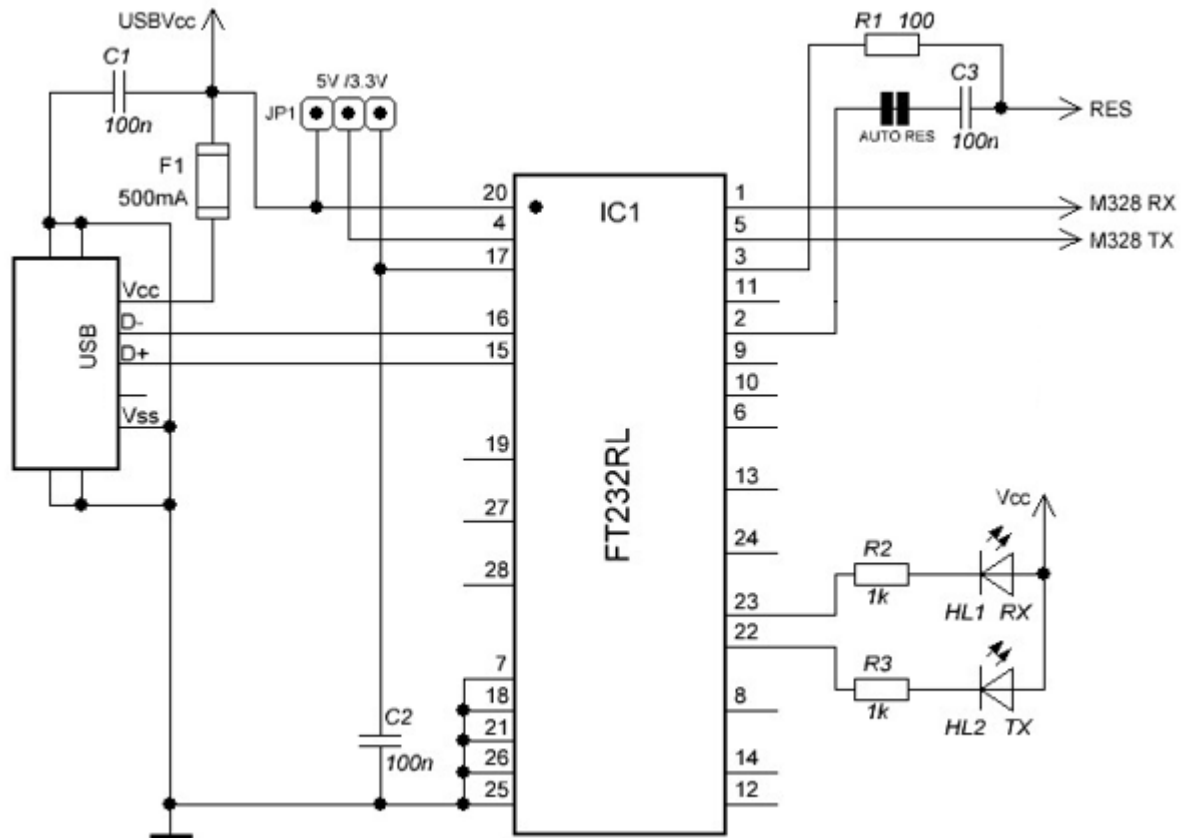 USBVcc
C1
100n
F1
500mA
JP1
5V /3.3V
R1 100
C3
100n
AUTO RES
RES
M328 RX
M328 TX
USB
Vcc
D-
D+
Vss
IC1
FT232RL
20
4
17
16
15
19
27
28
7
18
21
26
25
1
5
3
11
2
9
10
6
13
24
23
22
8
14
12
C2
100n
Vcc
R2
1k
HL1 RX
R3
1k
HL2 TX